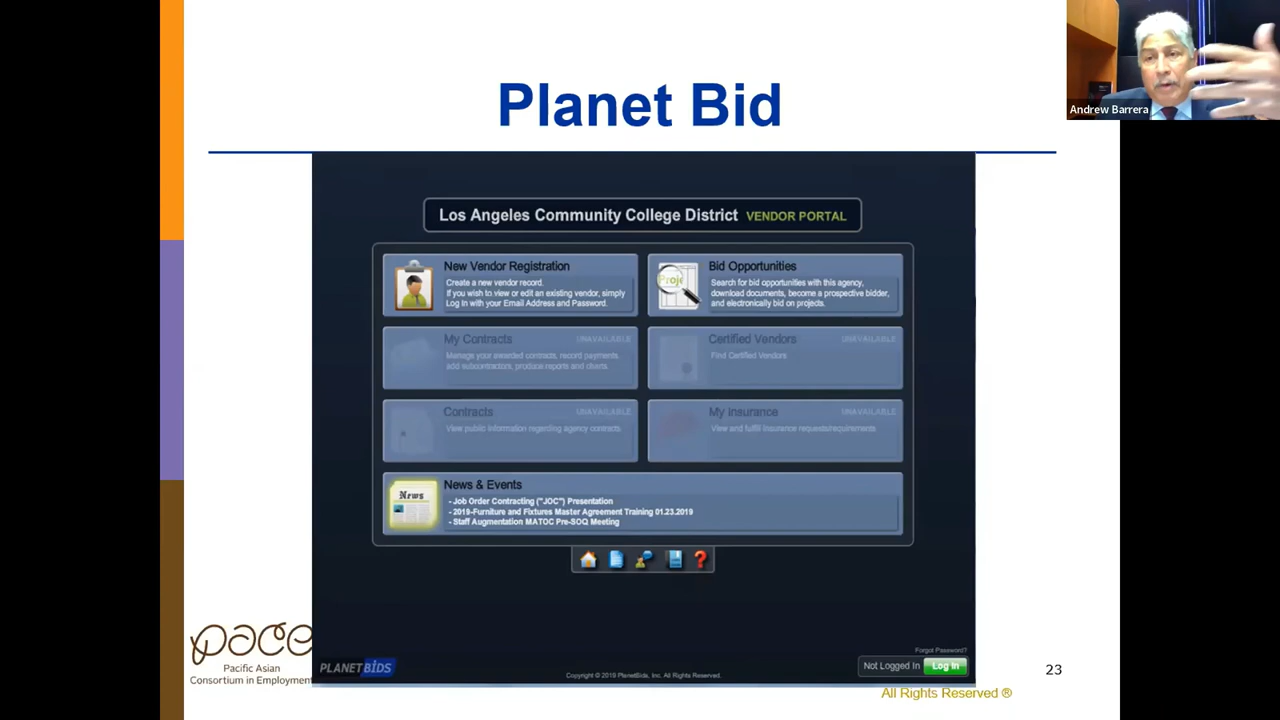 Planet Bid
Andrew Barrera
Los Angeles Community College District VENDOR PORTAL
New Vendor Registration
Create a new vendor record.
If you wish to view or edit an existing vendor, simply
Log In with your Email Address and Password.
Bid Opportunities
Search for bid opportunities with this agency,
download documents, become a prospective bidder,
and electronically bid on projects.
My Contracts UNAVAILABLE
Manage your awarded contracts, record payments,
add subcontractors, produce reports and
Certified Vendors UNAVAILABLE
Find Certified Vendors
Contracts UNAVAILABLE
View public information regarding agency contracts
My Insurance UNAVAILABLE
View and fulfill insurance requests/requirements
News & Events
News
- Job Order Contracting ("JOC") Presentation
- 2019-Furniture and Fixtures Master Agreement Training 01.23.2019
- Staff Augmentation MATOC Pre-SOQ Meeting
?
pace
Pacific Asian
Consortium in Employment
PLANETBIDS
Copyright © 2019 PlanetBids, Inc. All Rights Reserved.
Forgot Password?
Not Logged In Log In
23
All Rights Reserved ®